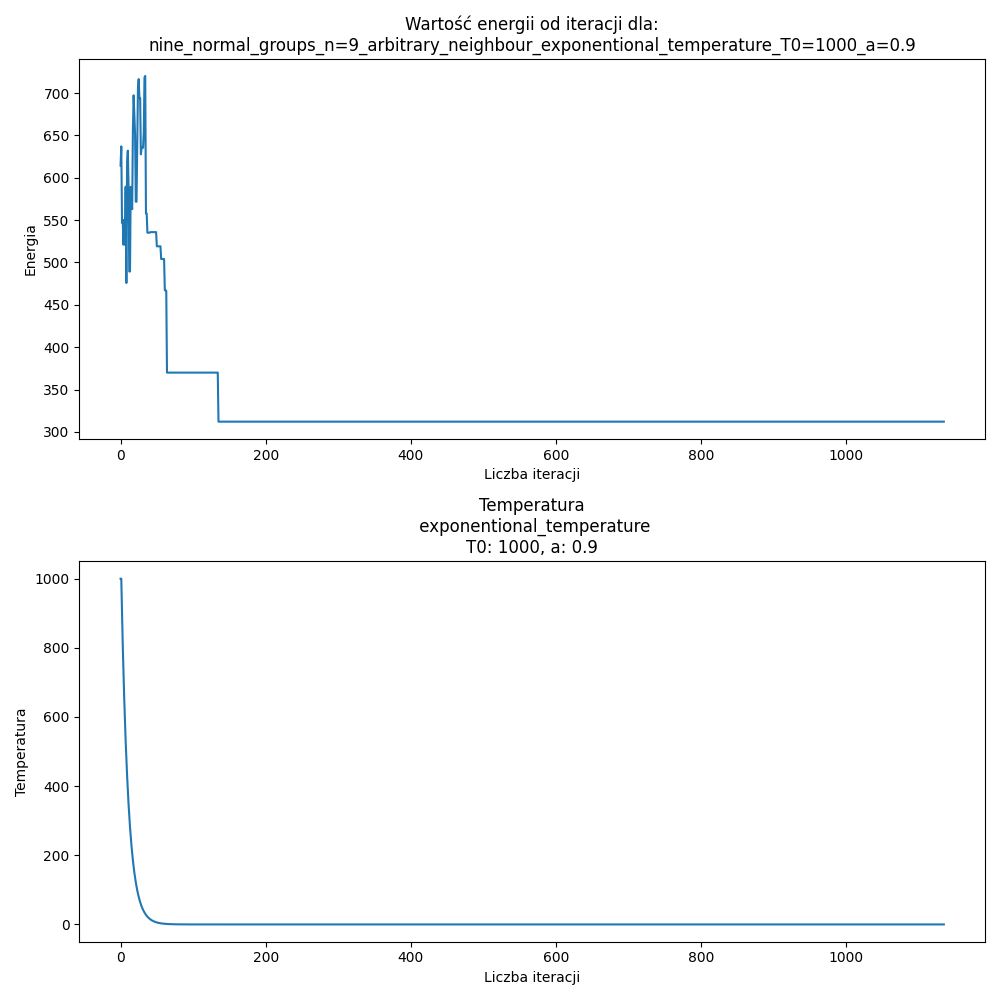 Wartość energii od iteracji dla:
nine_normal_groups_n=9_arbitrary_neighbour_exponentional_temperature_T0=1000_a=0.9
700
650
600
550
500
450
400
350
300
Energia
0 200 400 600 800 1000
Liczba iteracji
Temperatura
exponentional_temperature
T0: 1000, a: 0.9
1000
800
600
400
200
0
Temperatura
0 200 400 600 800 1000
Liczba iteracji